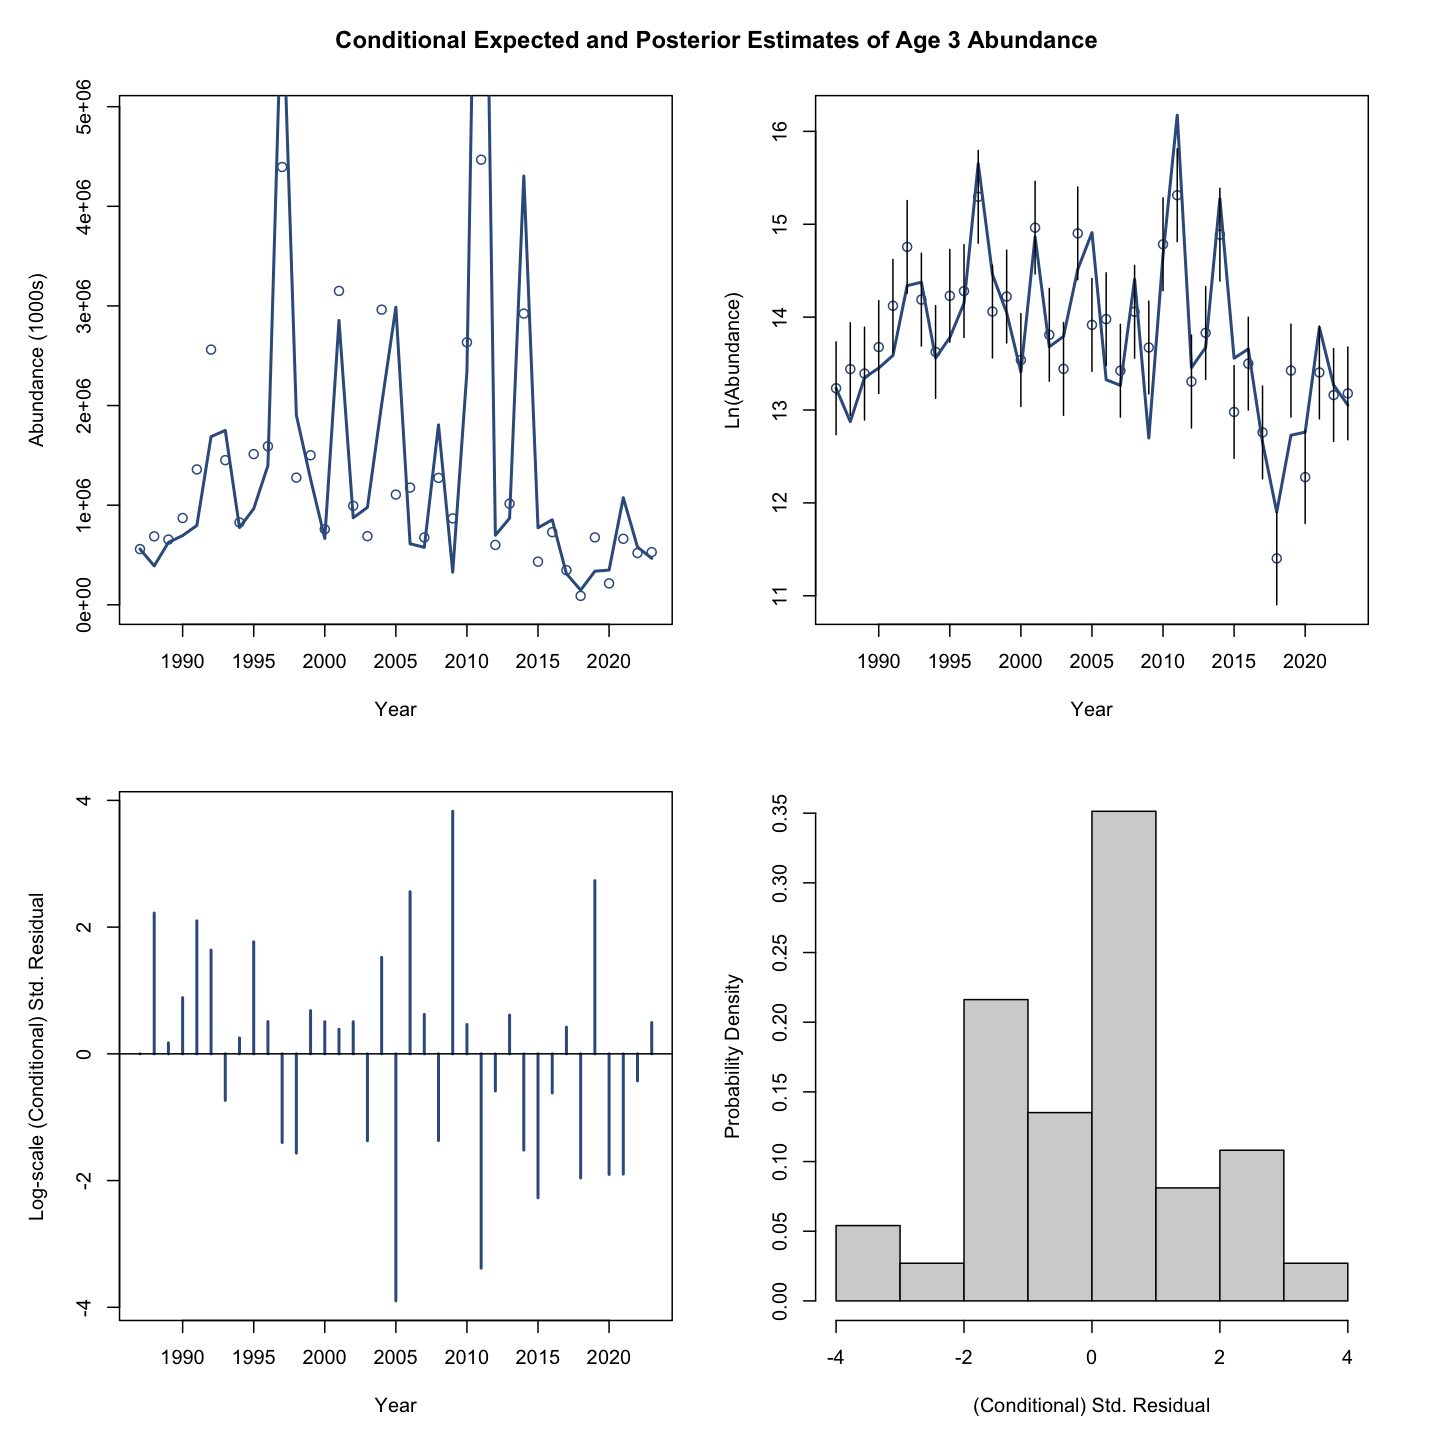 Conditional Expected and Posterior Estimates of Age 3 Abundance
Abundance (1000s)
5e+06
4e+06
3e+06
2e+06
1e+06
0e+00
1990 1995 2000 2005 2010 2015 2020
Year
Ln(Abundance)
16
15
14
13
12
11
1990 1995 2000 2005 2010 2015 2020
Year
Log-scale (Conditional) Std. Residual
4
2
0
-2
-4
1990 1995 2000 2005 2010 2015 2020
Year
Probability Density
0.35
0.30
0.25
0.20
0.15
0.10
0.05
0.00
-4 -2 0 2 4
(Conditional) Std. Residual